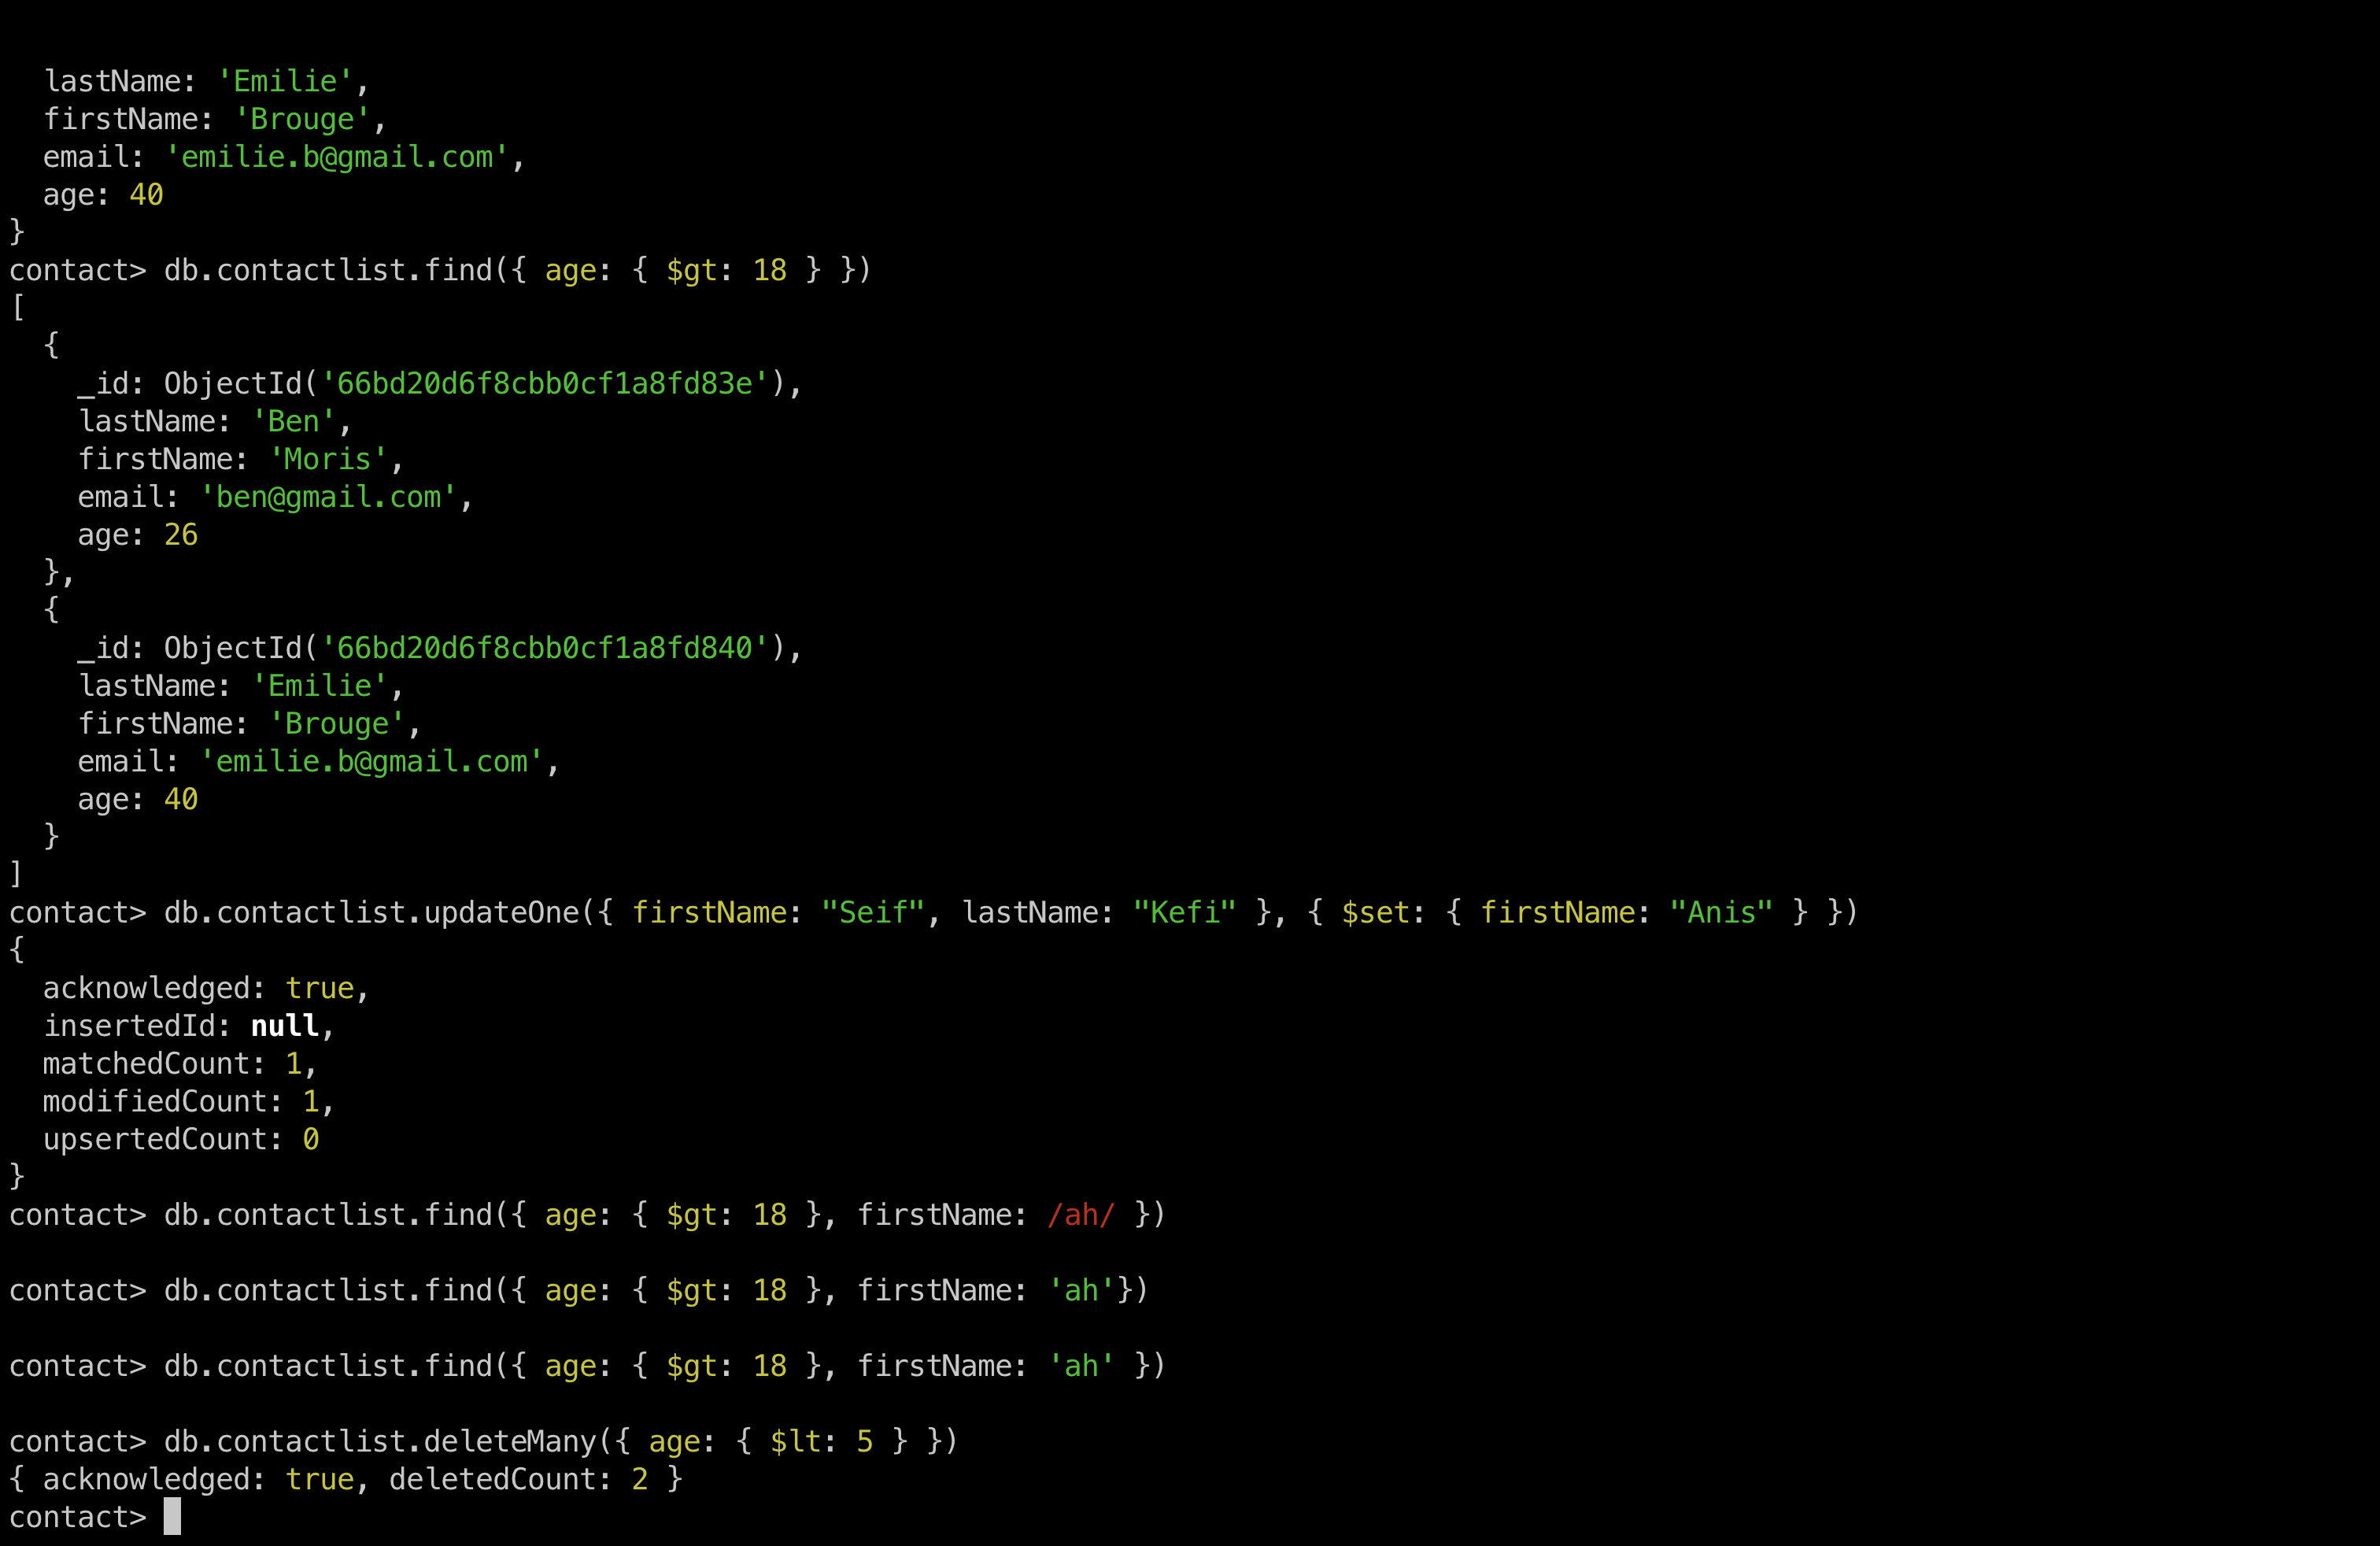 lastName: 'Emilie',
  firstName: 'Brouge',
  email: 'emilie.b@gmail.com',
  age: 40
}
contact> db.contactlist.find({ age: { $gt: 18 } })
[
  {
    _id: ObjectId('66bd20d6f8cbb0cf1a8fd83e'),
    lastName: 'Ben',
    firstName: 'Moris',
    email: 'ben@gmail.com',
    age: 26
  },
  {
    _id: ObjectId('66bd20d6f8cbb0cf1a8fd840'),
    lastName: 'Emilie',
    firstName: 'Brouge',
    email: 'emilie.b@gmail.com',
    age: 40
  }
]
contact> db.contactlist.updateOne({ firstName: "Seif", lastName: "Kefi" }, { $set: { firstName: "Anis" } })
{
  acknowledged: true,
  insertedId: null,
  matchedCount: 1,
  modifiedCount: 1,
  upsertedCount: 0
}
contact> db.contactlist.find({ age: { $gt: 18 }, firstName: /ah/ })
contact> db.contactlist.find({ age: { $gt: 18 }, firstName: 'ah'})
contact> db.contactlist.find({ age: { $gt: 18 }, firstName: 'ah' })
contact> db.contactlist.deleteMany({ age: { $lt: 5 } })
{ acknowledged: true, deletedCount: 2 }
contact>